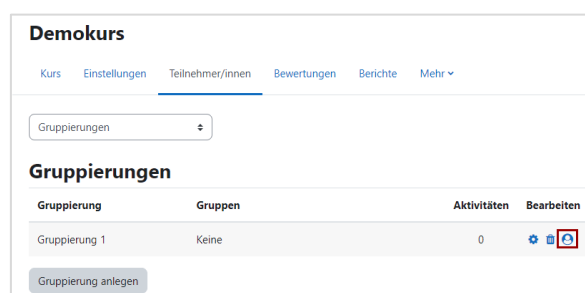 Demokurs
Kurs Einstellungen Teilnehmer/innen Bewertungen Berichte Mehr
Gruppierungen
Gruppierungen
Gruppierung Gruppen Aktivitäten Bearbeiten
Gruppierung 1 Keine 0
Gruppierung anlegen